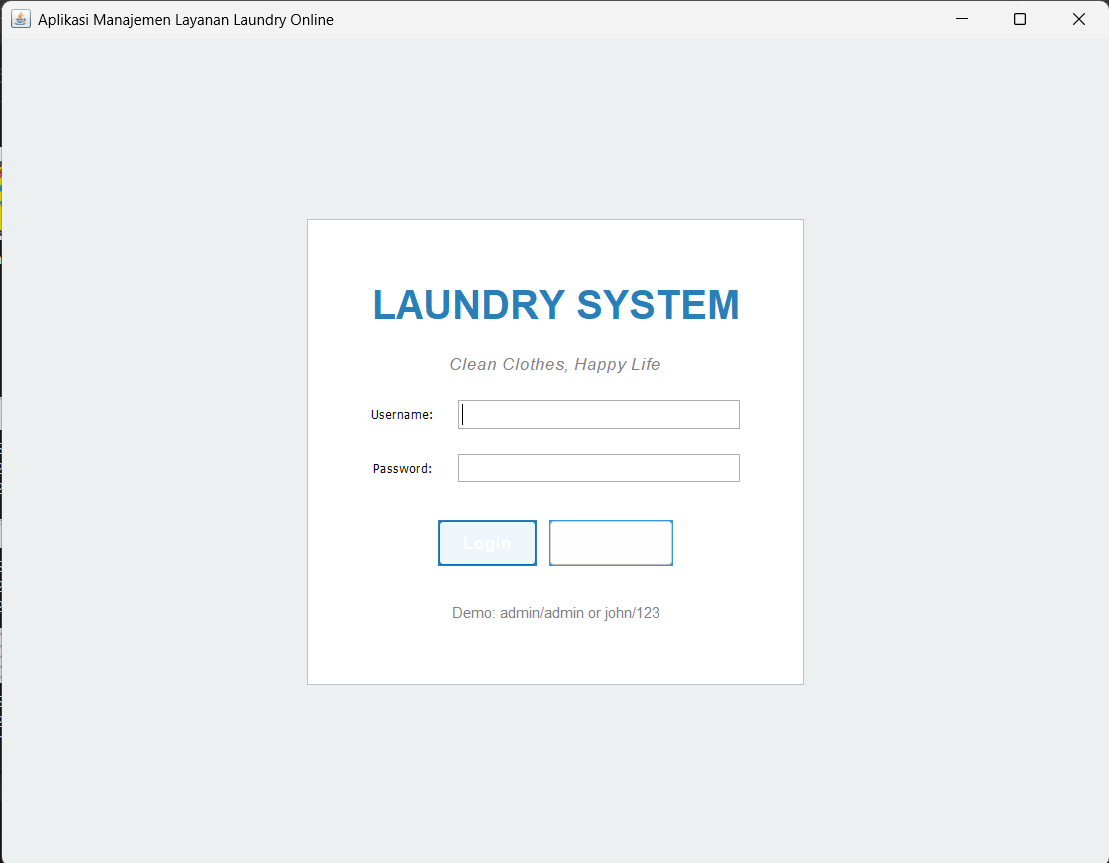 Aplikasi Manajemen Layanan Laundry Online
LAUNDRY SYSTEM
Clean Clothes, Happy Life
Username:
Password:
Login
Demo: admin/admin or john/123